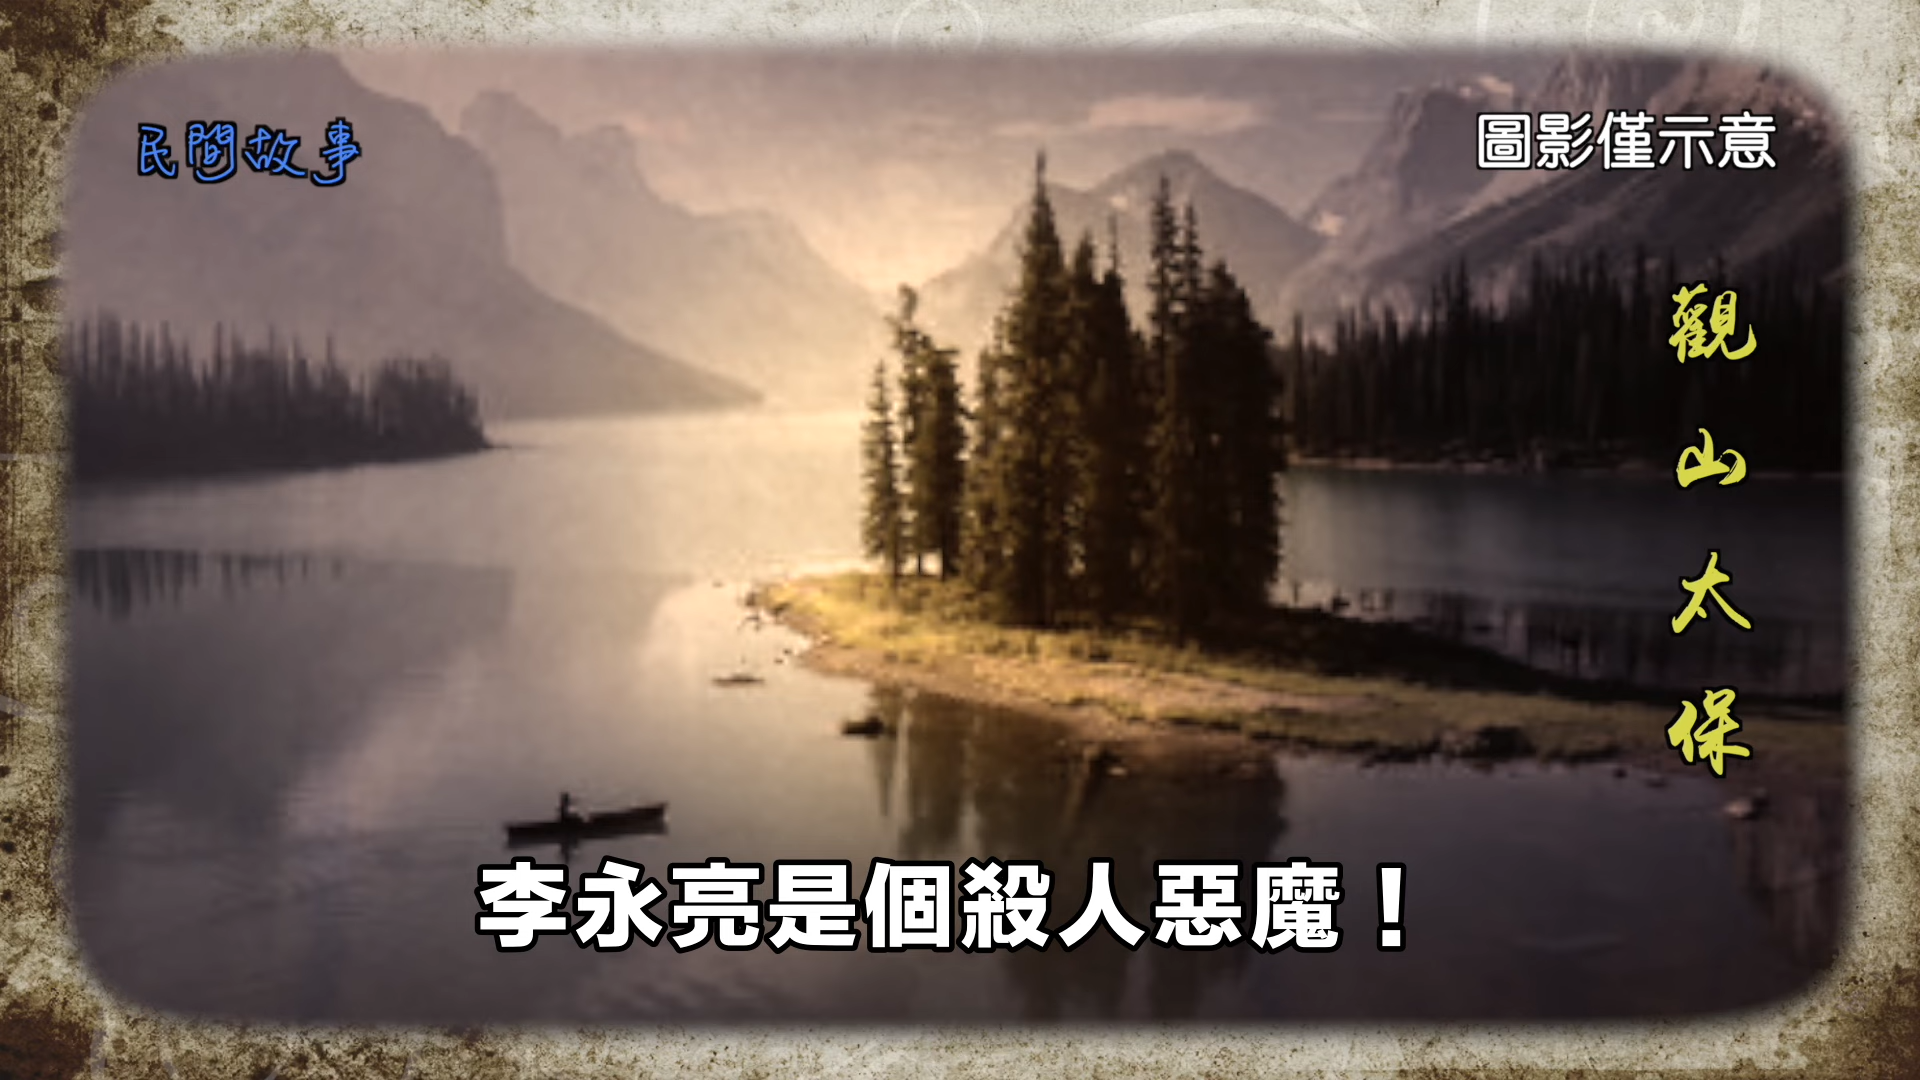 民間故事
圖影僅示意
觀山太保
李永亮是個殺人惡魔！